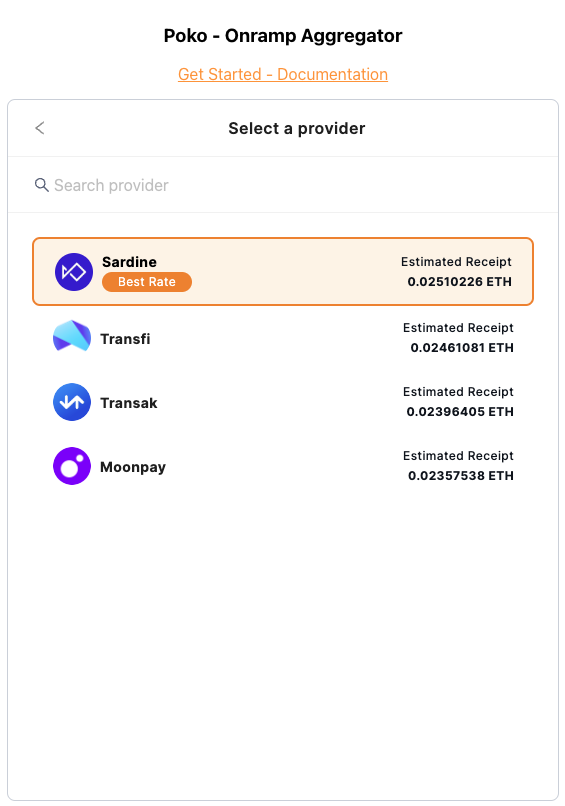 Poko - Onramp Aggregator
Get Started - Documentation
Select a provider
Search provider
Sardine
Best Rate
Estimated Receipt
0.02510226 ETH
Transfi
Estimated Receipt
0.02461081 ETH
Transak
Estimated Receipt
0.02396405 ETH
Moonpay
Estimated Receipt
0.02357538 ETH